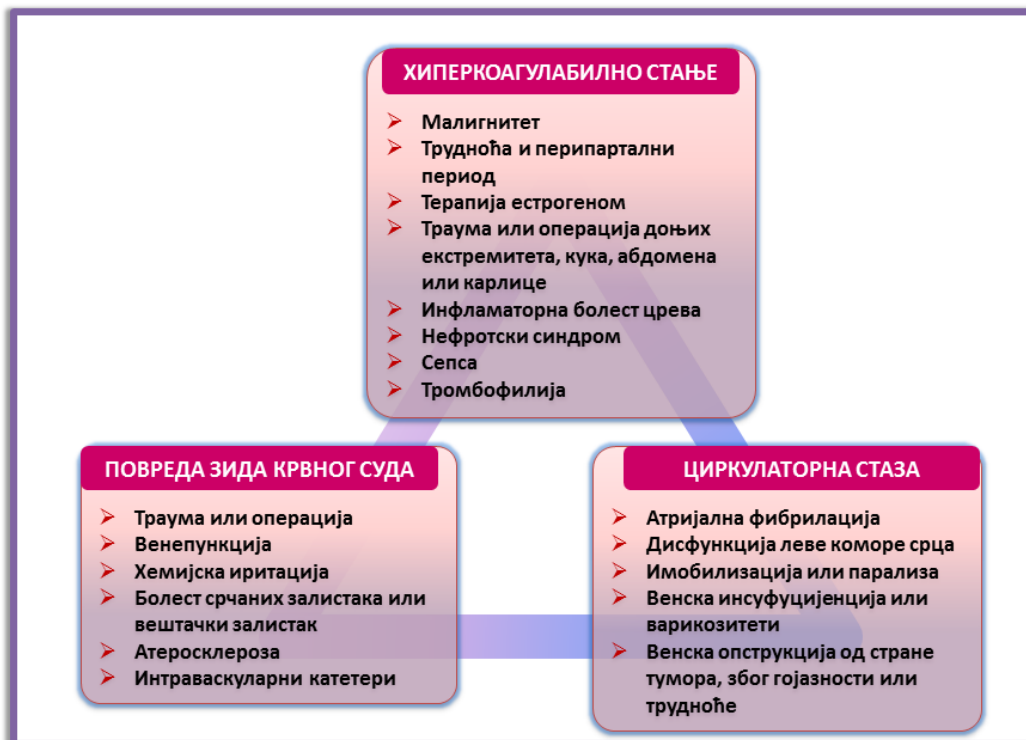 ХИПЕРКОАГУЛАБИЛНО СТАЊЕ
Малигнитет
Трудноћа и перипартални
период
Терапија естрогеном
Траума или операција доњих
екстремитета, кука, абдомена
или карлице
Инфламаторна болест црева
Нефротски синдром
Сепса
Тромбофилија
ПОВРЕДА ЗИДА КРВНОГ СУДА
Траума или операција
Венепункција
Хемијска иритација
Болест срчаних залистака или
вештачки залистак
Атеросклероза
Интраваскуларни катетери
ЦИРКУЛАТОРНА СТАЗА
Атријална фибрилација
Дисфункција леве коморе срца
Имобилизација или парализа
Венска инсуфуцијенција или
варикозитети
Венска опструкција од стране
тумора, због гојазности или
трудноће